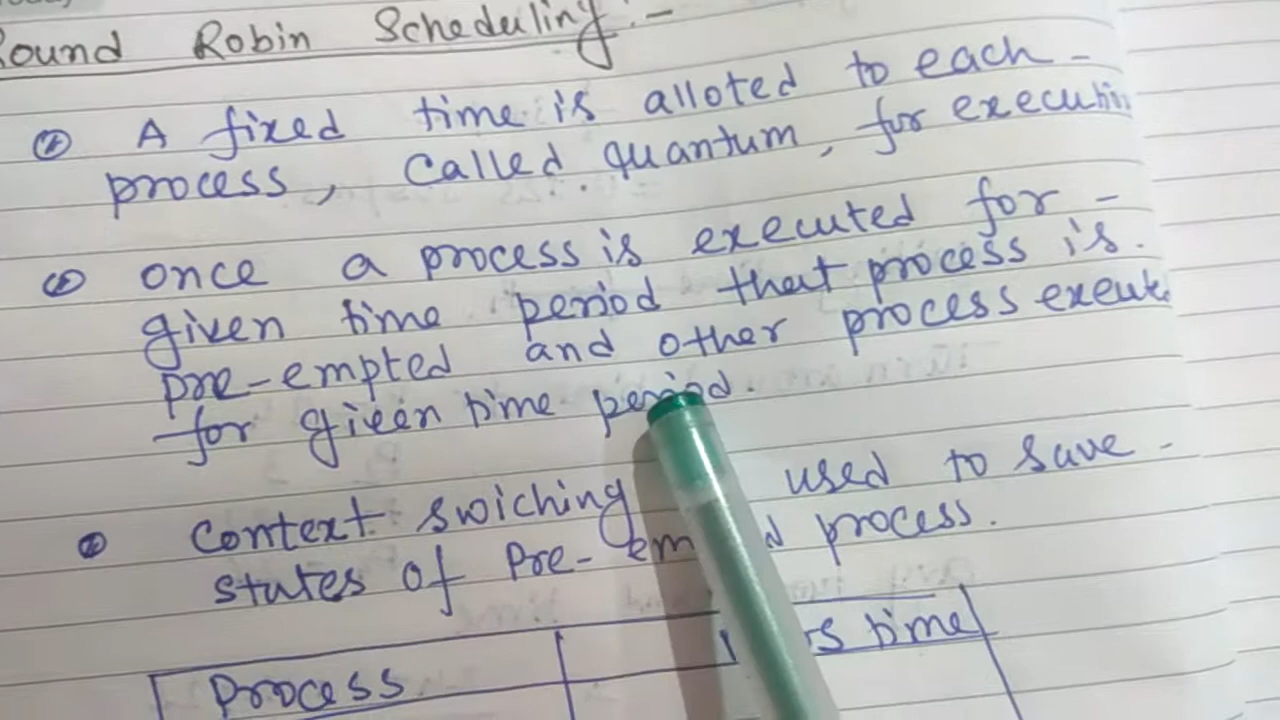 Round Robin Scheduling :-
A fixed time is alloted to each -
process, called quantum, for executin
once a process is executed for -
given time period that process is.
pre-empted and other process execute
for gieen time period.
Context swiching used to save -
states of Pre- process.
Process time